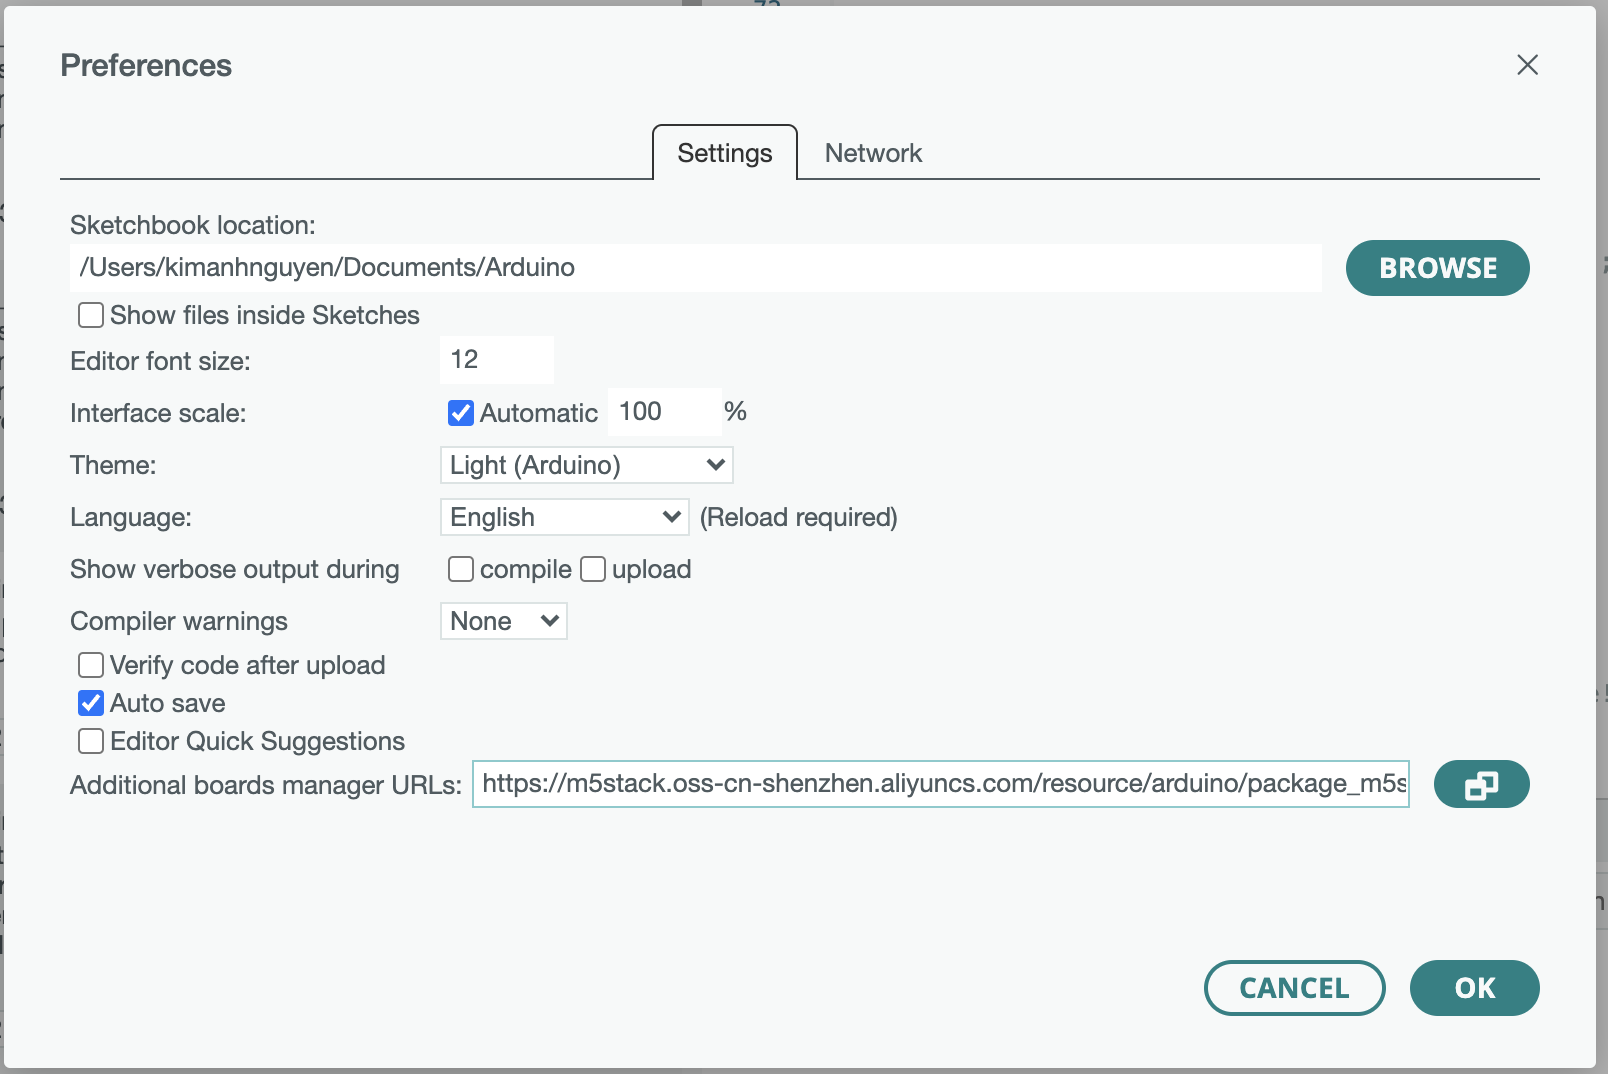 Preferences
Settings Network
Sketchbook location:
/Users/kimanhnguyen/Documents/Arduino
BROWSE
Show files inside Sketches
Editor font size: 12
Interface scale: Automatic 100 %
Theme: Light (Arduino)
Language: English (Reload required)
Show verbose output during compile upload
Compiler warnings None
Verify code after upload
Auto save
Editor Quick Suggestions
Additional boards manager URLs: https://m5stack.oss-cn-shenzhen.aliyuncs.com/resource/arduino/package_m5s
CANCEL OK